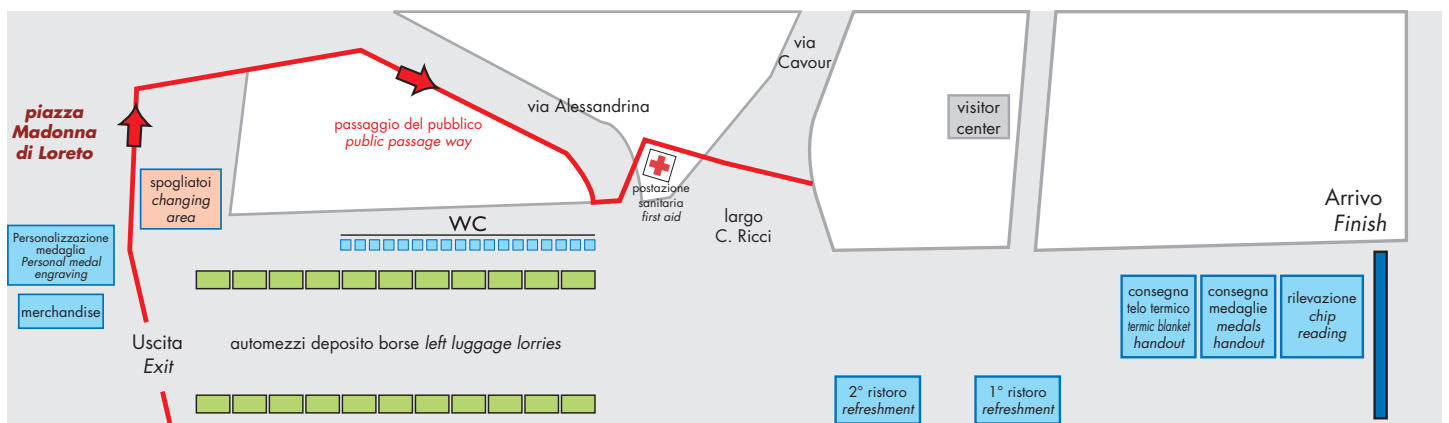 via
Cavour
piazza
Madonna
di Loreto
via Alessandrina
passaggio del pubblico
public passage way
visitor
center
spogliatoi
changing
area
postazione
sanitaria
first aid
WC
largo
C. Ricci
Arrivo
Finish
Personalizzazione
medaglia
Personal medal
engraving
merchandise
Uscita
Exit
automezzi deposito borse left luggage lorries
consegna
telo termico
termic blanket
handout
consegna
medaglie
medals
handout
rilevazione
chip
reading
2° ristoro
refreshment
1° ristoro
refreshment